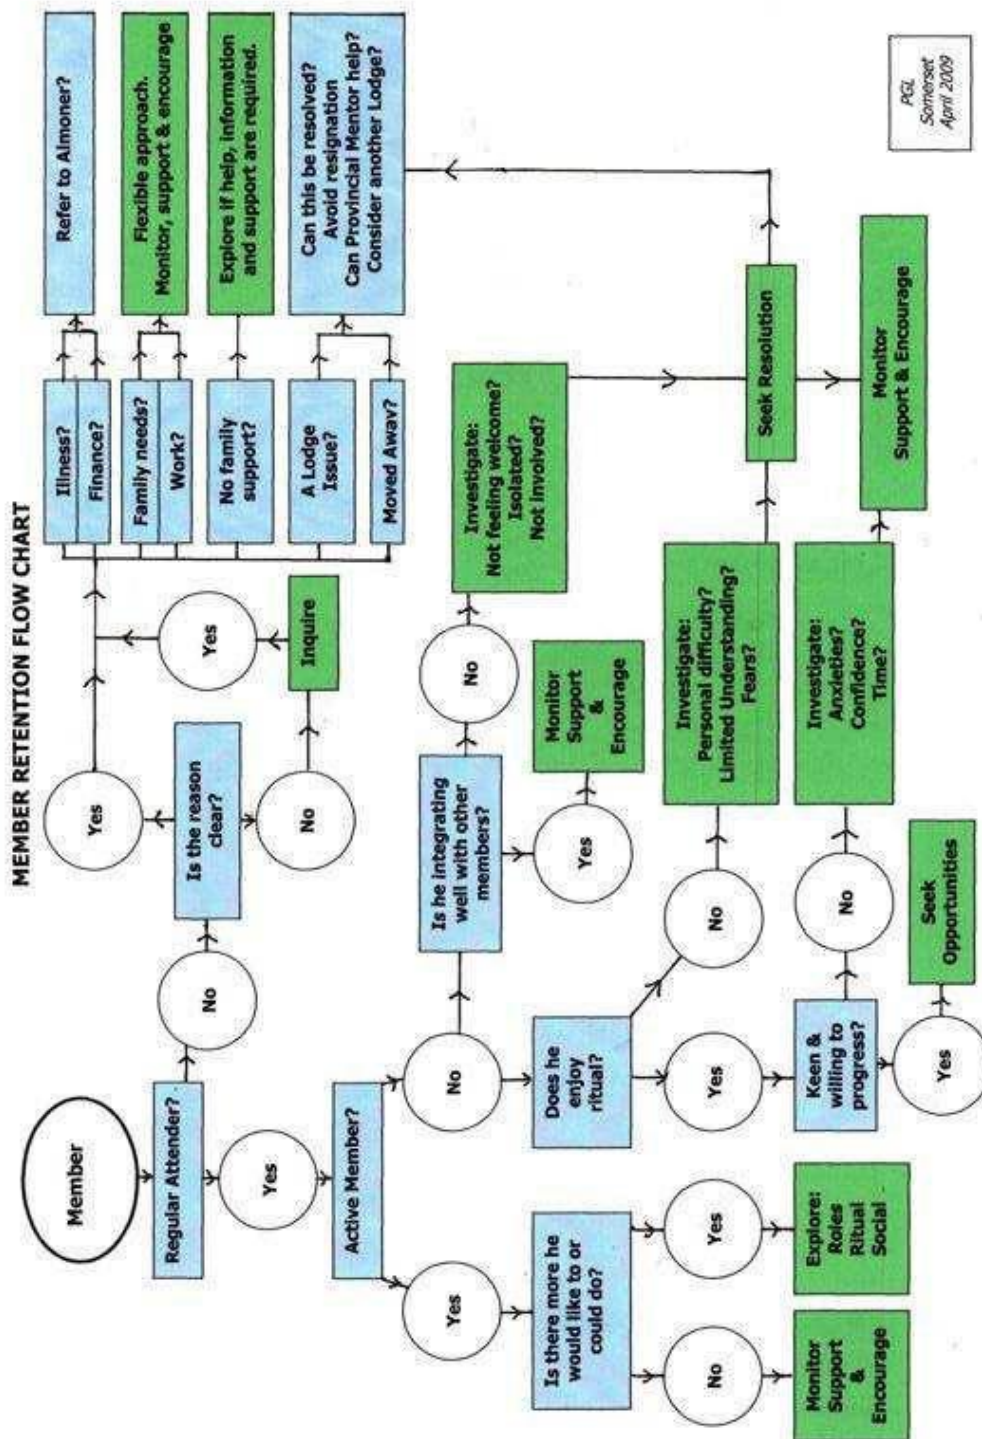 MEMBER RETENTION FLOW CHART
Member
Regular Attender?
No
Is the reason
clear?
Yes
No
Inquire
Yes
Illness?
Finance?
Refer to Almoner?
Family needs?
Work?
Flexible approach.
Monitor, support & encourage
No family
support?
Explore if help, information
and support are required.
A Lodge
Issue?
Moved Away?
Can this be resolved?
Avoid resignation
Can Provincial Mentor help?
Consider another Lodge?
Yes
Active Member?
No
Is he integrating
well with other
members?
No
Investigate:
Not feeling welcome?
Isolated?
Not involved?
Yes
Monitor
Support
&
Encourage
Yes
Is there more he
would like to or
could do?
No
Monitor
Support
&
Encourage
Yes
Explore:
Roles
Ritual
Social
Does he
enjoy
ritual?
No
Investigate:
Personal difficulty?
Limited Understanding?
Fears?
Seek Resolution
Yes
Keen &
willing to
progress?
No
Investigate:
Anxieties?
Confidence?
Time?
Monitor
Support & Encourage
Yes
Seek
Opportunities
PGL
Somerset
April 2009